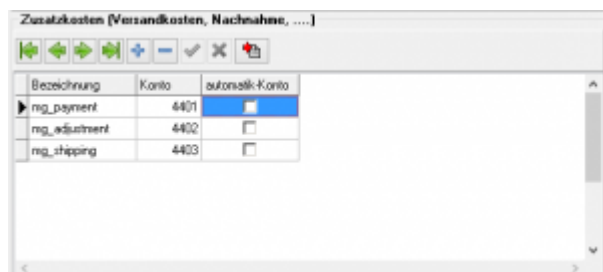 Zusatzkosten (Versandkosten, Nachnahme, ....)
Bezeichnung Konto automatik-Konto
mg_payment 4401
mg_adjustment 4402
mg_shipping 4403